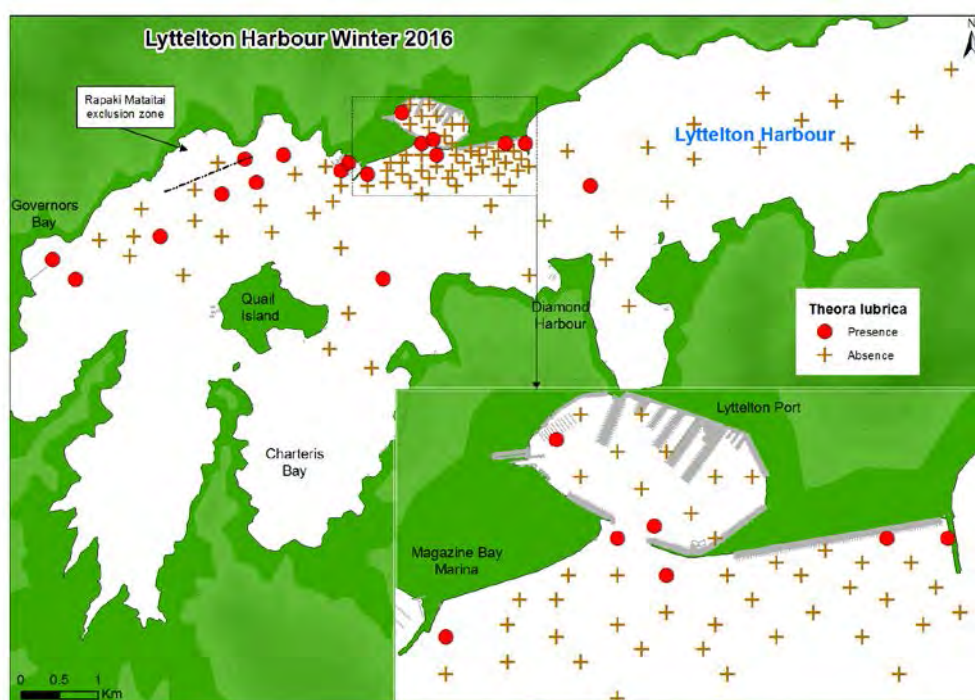 Lyttelton Harbour Winter 2016
N
Rapaki Mataitai
exclusion zone
Lyttelton Harbour
Governors
Bay
Quail
Island
Diamond
Harbour
Theora lubrica
Presence
Absence
Lyttelton Port
Charteris
Bay
Magazine Bay
Marina
0 0.5 1
Km